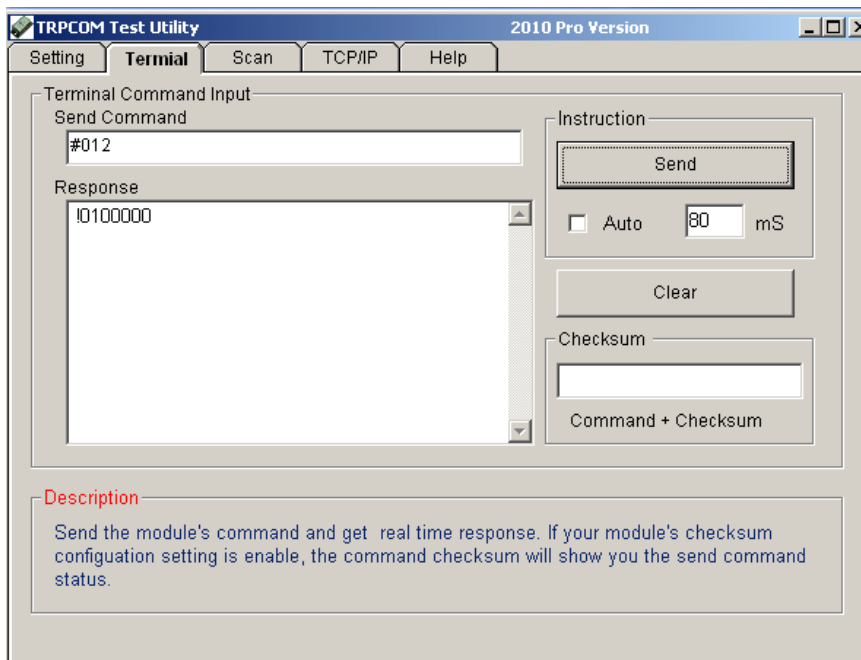 TRPCOM Test Utility 2010 Pro Version
Setting Termial Scan TCP/IP Help
Terminal Command Input
Send Command
#012
Response
!0100000
Instruction
Send
Auto 80 mS
Clear
Checksum
Command + Checksum
Description
Send the module's command and get real time response. If your module's checksum
configuation setting is enable, the command checksum will show you the send command
status.